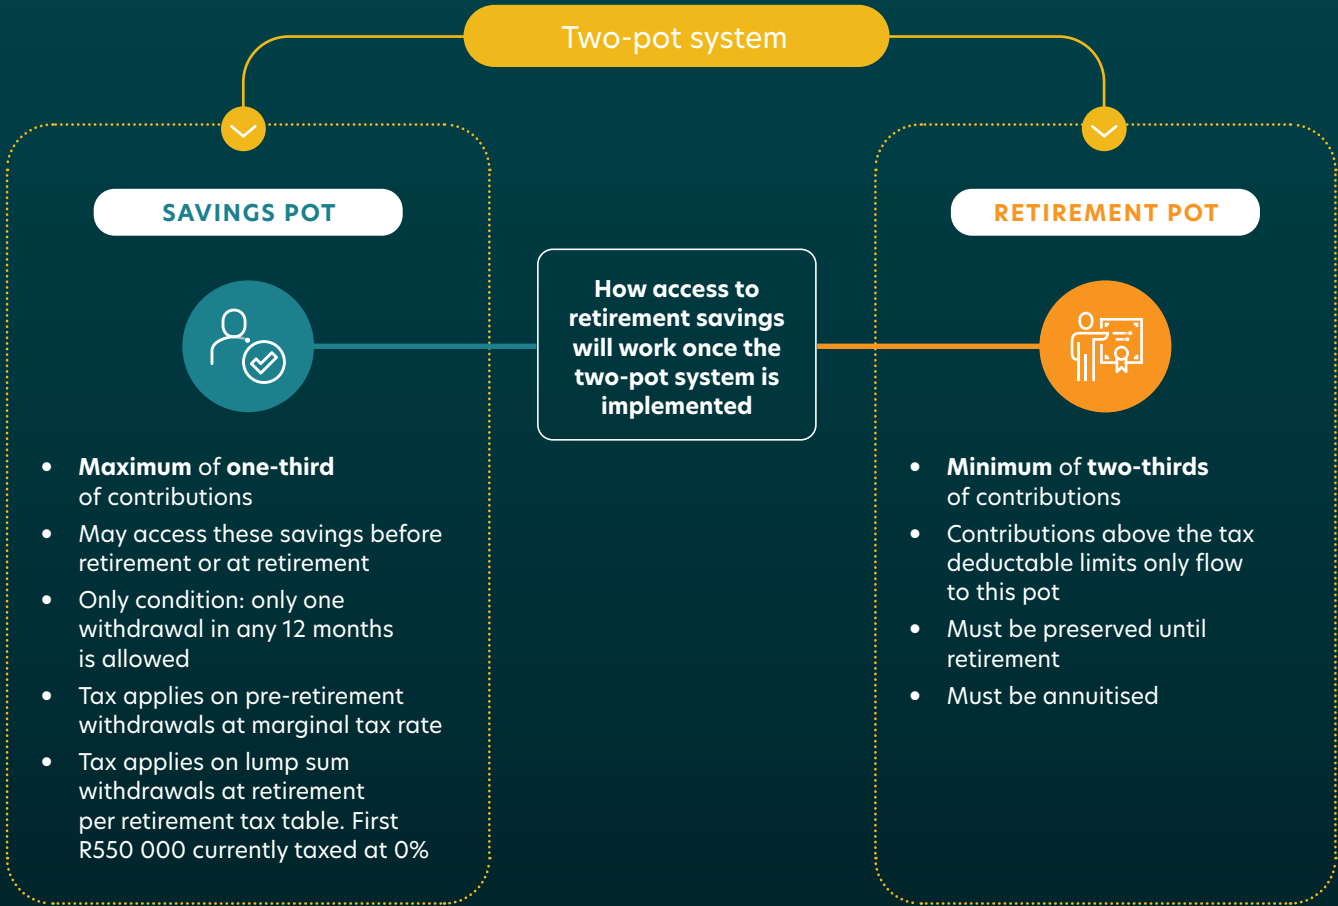 Two-pot system
SAVINGS POT
• Maximum of one-third
of contributions
• May access these savings before
retirement or at retirement
• Only condition: only one
withdrawal in any 12 months
is allowed
• Tax applies on pre-retirement
withdrawals at marginal tax rate
• Tax applies on lump sum
withdrawals at retirement
per retirement tax table. First
R550 000 currently taxed at 0%
How access to
retirement savings
will work once the
two-pot system is
implemented
RETIREMENT POT
• Minimum of two-thirds
of contributions
• Contributions above the tax
deductable limits only flow
to this pot
• Must be preserved until
retirement
• Must be annuitised